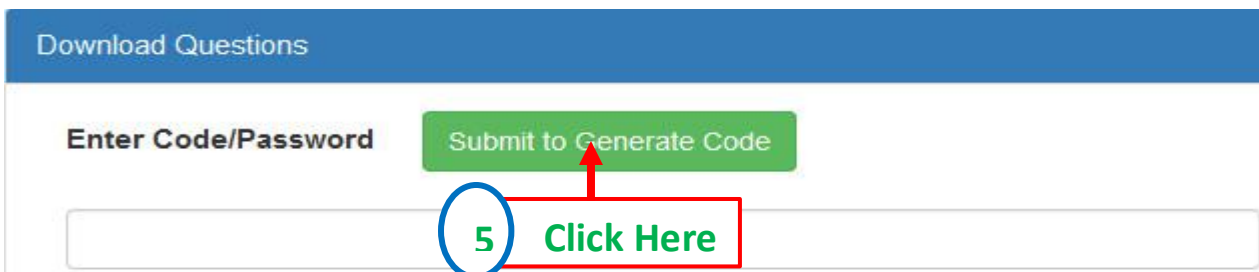 Download Questions
Enter Code/Password Submit to Generate Code
5 Click Here